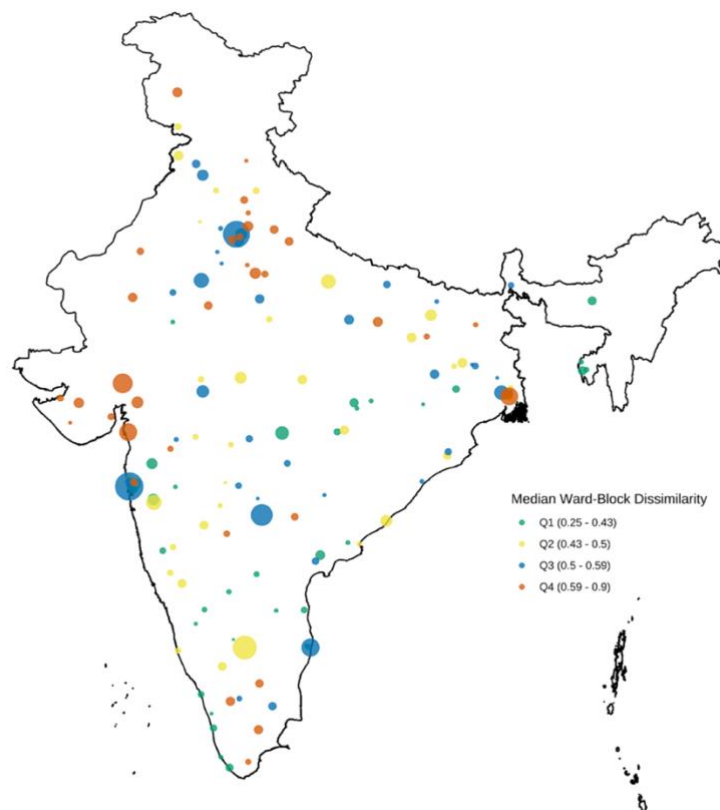 Median Ward-Block Dissimilarity
Q1 (0.25 - 0.43)
Q2 (0.43 - 0.5)
Q3 (0.5 - 0.59)
Q4 (0.59 - 0.9)